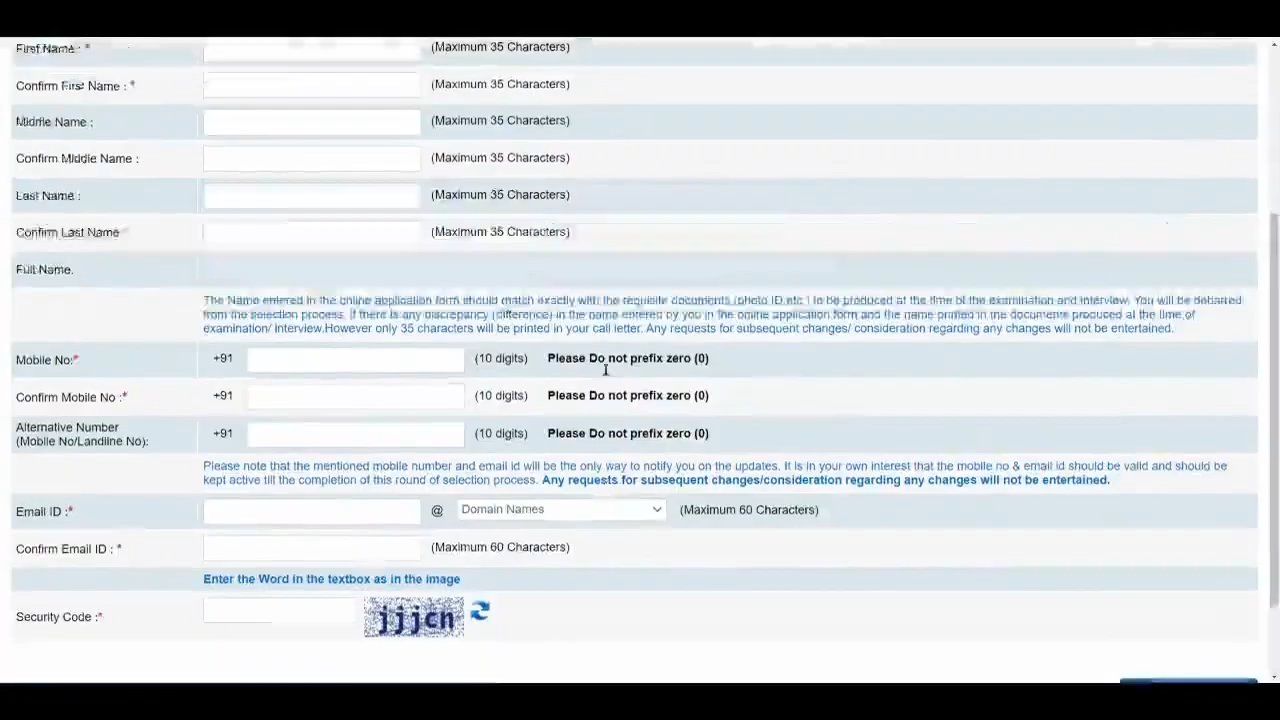 First Name : * (Maximum 35 Characters)
Confirm First Name : * (Maximum 35 Characters)
Middle Name : (Maximum 35 Characters)
Confirm Middle Name : (Maximum 35 Characters)
Last Name : (Maximum 35 Characters)
Confirm Last Name (Maximum 35 Characters)
Full Name.
The Name entered in the online application form should match exactly with the requisite documents (photo ID,etc.) to be produced at the time of the examination and interview. You will be debarred
from the selection process, if there is any discrepancy (difference) in the name entered by you in the online application form and the name printed in the documents produced at the time,of
examination/ interview.However only 35 characters will be printed in your call letter. Any requests for subsequent changes/ consideration regarding any changes will not be entertained.
Mobile No:* +91 (10 digits) Please Do not prefix zero (0)
Confirm Mobile No :* +91 (10 digits) Please Do not prefix zero (0)
Alternative Number
(Mobile No/Landline No): +91 (10 digits) Please Do not prefix zero (0)
Please note that the mentioned mobile number and email id will be the only way to notify you on the updates. It is in your own interest that the mobile no & email id should be valid and should be
kept active till the completion of this round of selection process. Any requests for subsequent changes/consideration regarding any changes will not be entertained.
Email ID :* @ Domain Names (Maximum 60 Characters)
Confirm Email ID : * (Maximum 60 Characters)
Enter the Word in the textbox as in the image
Security Code :* jjjcn